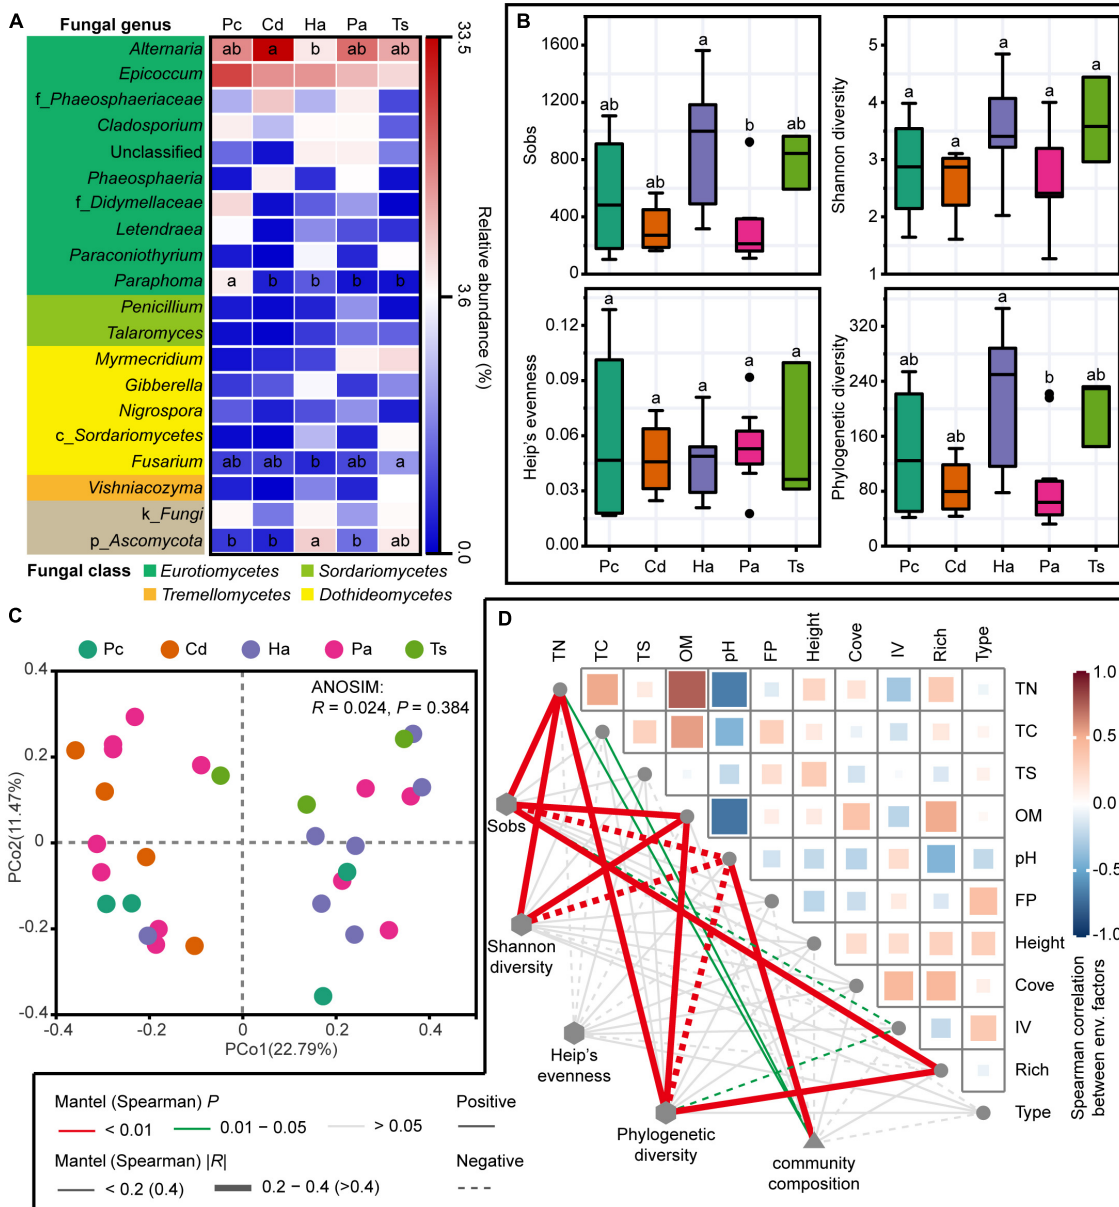 A Fungal genus Pc Cd Ha Pa Ts
Alternaria ab a b ab ab
Epicoccum
f_Phaeosphaeriaceae
Cladosporium
Unclassified
Phaeosphaeria
f_Didymellaceae
Letendraea
Paraconiothyrium
Paraphoma a b b b b
Penicillium
Talaromyces
Myrmecridium
Gibberella
Nigrospora
c_Sordariomycetes
Fusarium ab ab b ab a
Vishniacozyma
k_Fungi
p_Ascomycota b b a b ab
33.5
3.6
0.0
Relative abundance (%)
Fungal class Eurotiomycetes Sordariomycetes
Tremellomycetes Dothideomycetes
B
Sobs
1600
1200
800
400
0
ab ab a b ab
Shannon diversity
5
4
3
2
1
a a a a a
Heip's evenness
0.12
0.09
0.06
0.03
0.00
a a a a a
Pc Cd Ha Pa Ts
Phylogenetic diversity
320
240
160
80
0
ab ab a b ab
Pc Cd Ha Pa Ts
C
Pc Cd Ha Pa Ts
ANOSIM:
R = 0.024, P = 0.384
PCo2(11.47%)
0.4
0.2
0
-0.2
-0.4
-0.4 -0.2 0 0.2 0.4
PCo1(22.79%)
D
TN TC TS OM pH FP Height Cove IV Rich Type
TN
TC
TS
OM
pH
FP
Height
Cove
IV
Rich
Type
Sobs
Shannon
diversity
Heip's
evenness
Phylogenetic
diversity
community
composition
1.0
0.5
0.0
-0.5
-1.0
Spearman correlation
between env. factors
Mantel (Spearman) P Positive
< 0.01 0.01 − 0.05 > 0.05
Mantel (Spearman) |R| Negative
< 0.2 (0.4) 0.2 − 0.4 (>0.4)